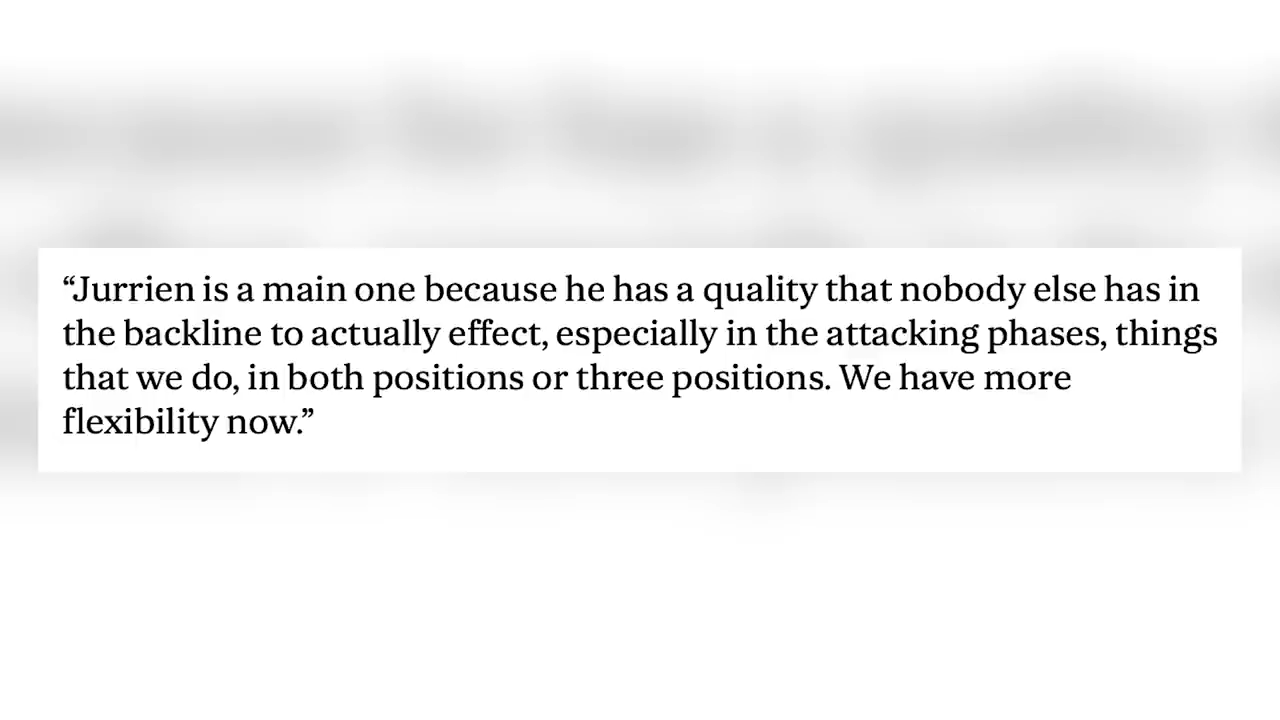 “Jurrien is a main one because he has a quality that nobody else has in
the backline to actually effect, especially in the attacking phases, things
that we do, in both positions or three positions. We have more
flexibility now.”